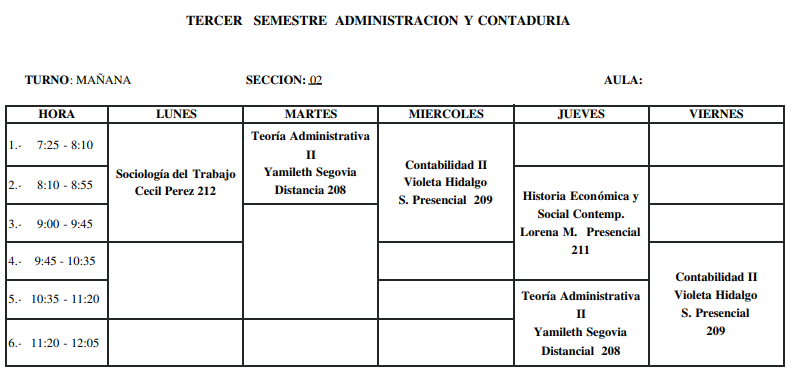 TERCER SEMESTRE ADMINISTRACION Y CONTADURIA
TURNO: MAÑANA SECCION: 02 AULA:
HORA LUNES MARTES MIERCOLES JUEVES VIERNES
1.- 7:25 - 8:10
2.- 8:10 - 8:55
3.- 9:00 - 9:45
4.- 9:45 - 10:35
5.- 10:35 - 11:20
6.- 11:20 - 12:05
Sociología del Trabajo
Cecil Perez 212
Teoría Administrativa
II
Yamileth Segovia
Distancia 208
Contabilidad II
Violeta Hidalgo
S. Presencial 209
Historia Económica y
Social Contemp.
Lorena M. Presencial
211
Teoría Administrativa
II
Yamileth Segovia
Distancial 208
Contabilidad II
Violeta Hidalgo
S. Presencial
209